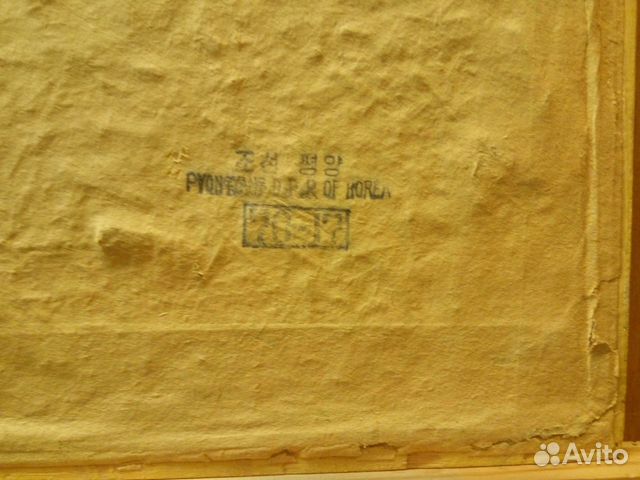 조선 평양
PYONGYANG D.P.R OF KOREA
Avito